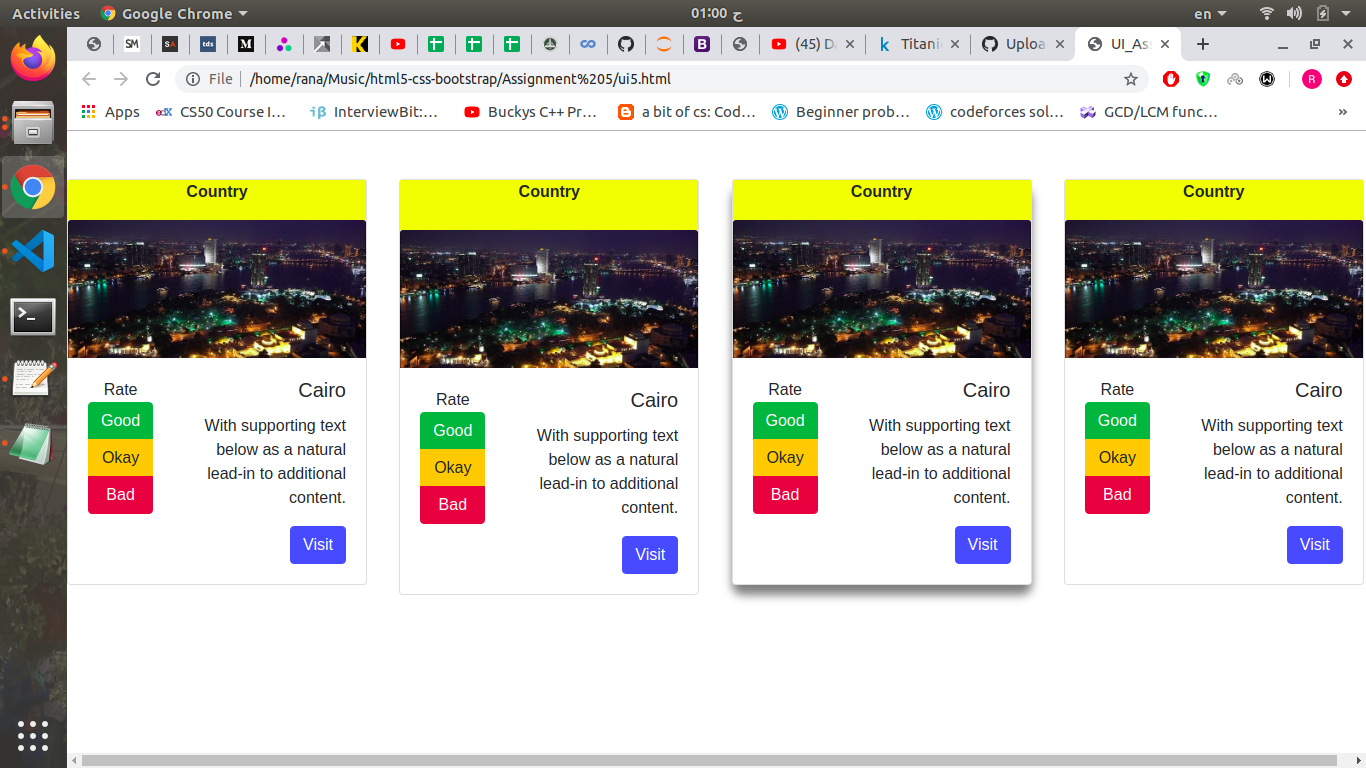 Activities
Google Chrome
01:00 ح
en
SM
SA
tds
M
K
B
(45) Da
k
Titani
Uploa
UI_Ass
File
/home/rana/Music/html5-css-bootstrap/Assignment%205/ui5.html
R
Apps
edX
CS50 Course I…
iβ
InterviewBit:…
Buckys C++ Pr…
a bit of cs: Cod…
Beginner prob…
codeforces sol…
GCD/LCM func…
»
Country
Rate
Good
Okay
Bad
Cairo
With supporting text
below as a natural
lead-in to additional
content.
Visit
Country
Rate
Good
Okay
Bad
Cairo
With supporting text
below as a natural
lead-in to additional
content.
Visit
Country
Rate
Good
Okay
Bad
Cairo
With supporting text
below as a natural
lead-in to additional
content.
Visit
Country
Rate
Good
Okay
Bad
Cairo
With supporting text
below as a natural
lead-in to additional
content.
Visit